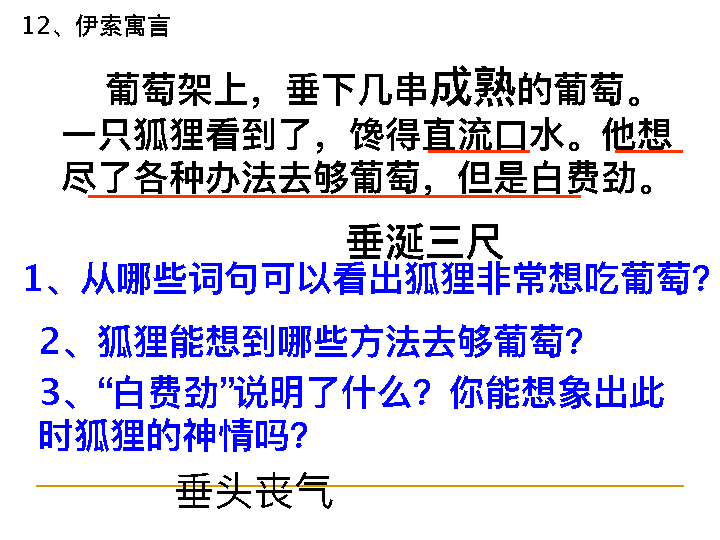 12、伊索寓言
葡萄架上，垂下几串成熟的葡萄。
一只狐狸看到了，馋得直流口水。他想
尽了各种办法去够葡萄，但是白费劲。
垂涎三尺
1、从哪些词句可以看出狐狸非常想吃葡萄？
2、狐狸能想到哪些方法去够葡萄？
3、“白费劲”说明了什么？你能想象出此
时狐狸的神情吗？
垂头丧气